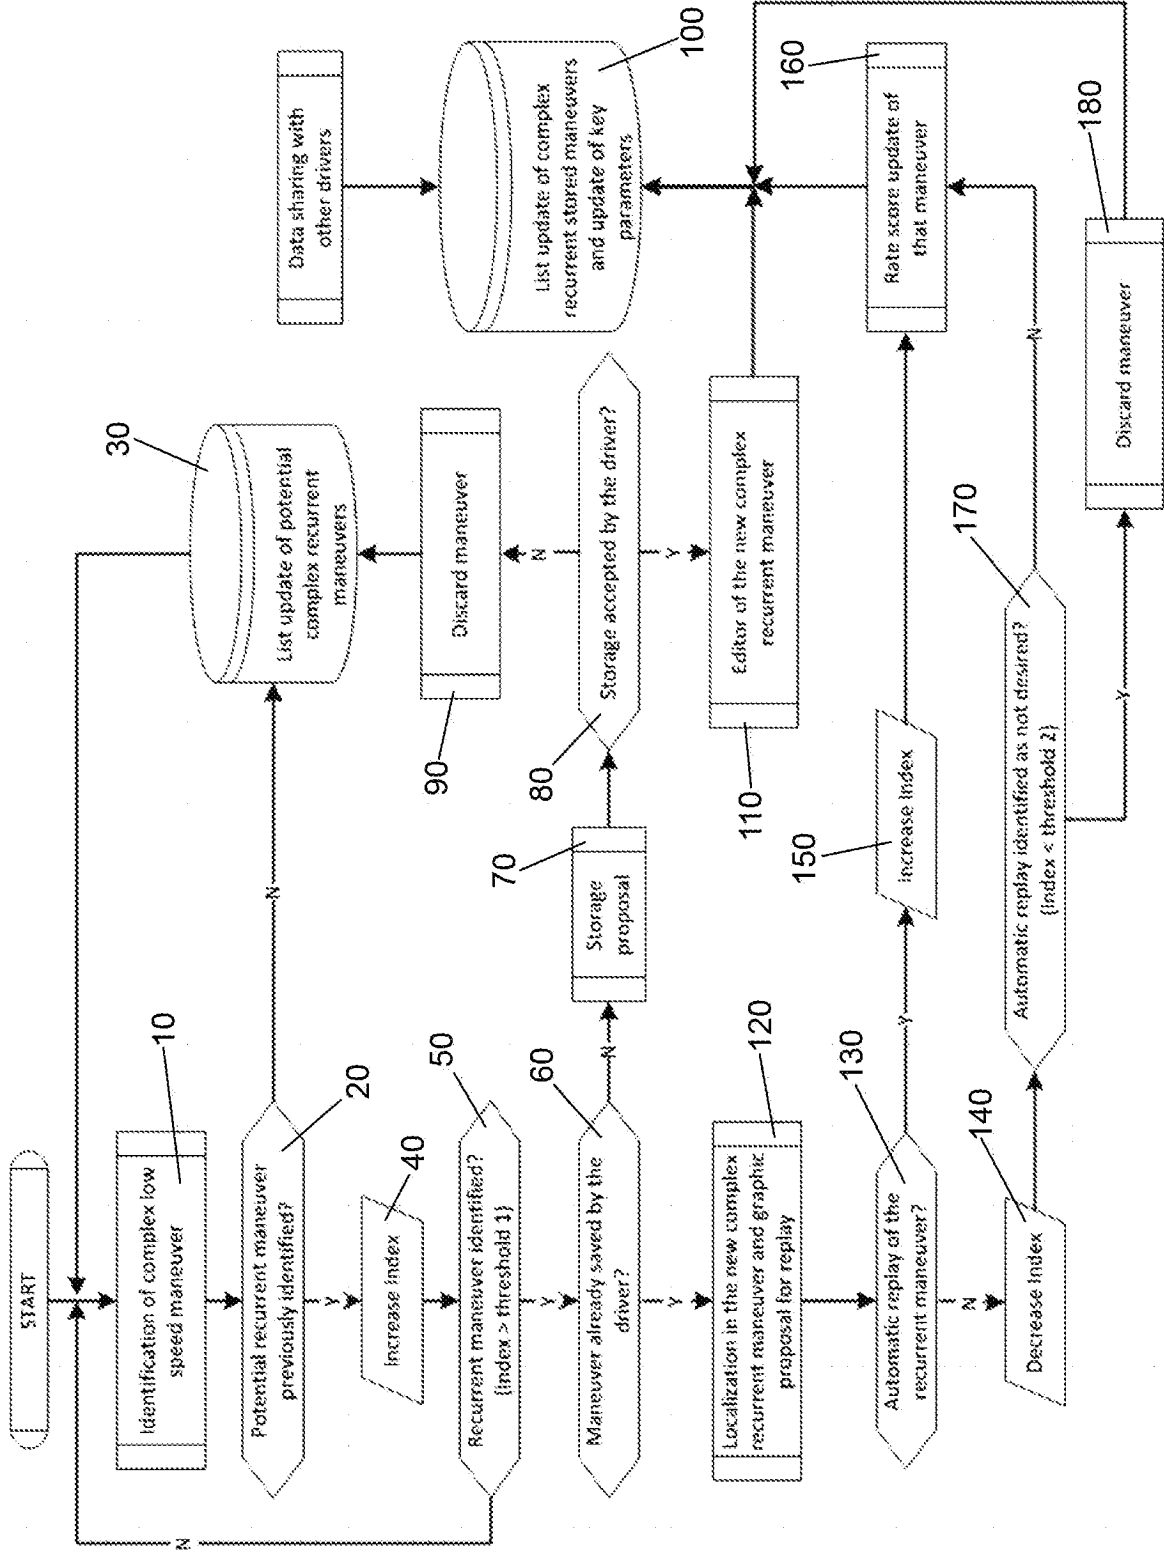 START
Identification of complex low
speed maneuver
10
Potential recurrent maneuver
previously identified?
20
N
Y
List update of potential
complex recurrent
maneuvers
30
Increase Index
40
Recurrent maneuver identified?
{Index > threshold 1}
50
N
Y
Maneuver already saved by the
driver?
60
N
Y
Storage
proposal
70
Storage accepted by the driver?
80
N
Y
Discard maneuver
90
Data sharing with
other drivers
List update of complex
recurrent stored maneuvers
and update of key
parameters
100
Editor of the new complex
recurrent maneuver
110
Localization in the new complex
recurrent maneuver and graphic
proposal for replay
120
Automatic replay of the
recurrent maneuver?
130
Y
N
Increase Index
150
Rate score update of
that maneuver
160
Decrease Index
140
Automatic replay identified as not desired?
{Index < threshold 2}
170
N
Y
Discard maneuver
180